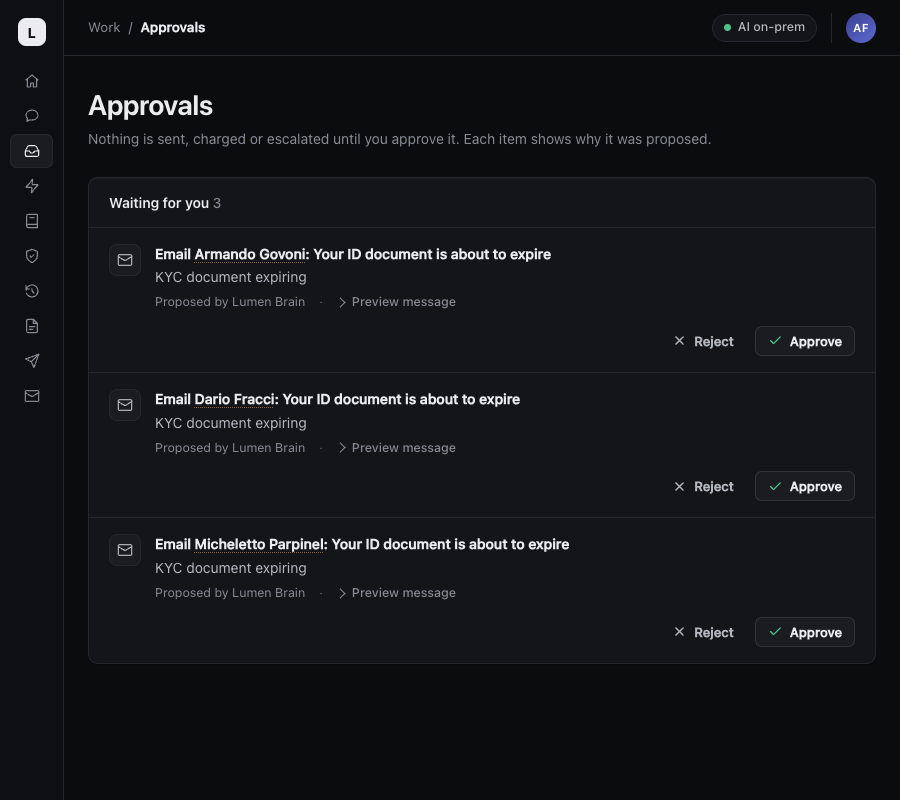 L
Work / Approvals
AI on-prem
AF
Approvals
Nothing is sent, charged or escalated until you approve it. Each item shows why it was proposed.
Waiting for you 3
Email Armando Govoni: Your ID document is about to expire
KYC document expiring
Proposed by Lumen Brain · Preview message
Reject
Approve
Email Dario Fracci: Your ID document is about to expire
KYC document expiring
Proposed by Lumen Brain · Preview message
Reject
Approve
Email Micheletto Parpinel: Your ID document is about to expire
KYC document expiring
Proposed by Lumen Brain · Preview message
Reject
Approve